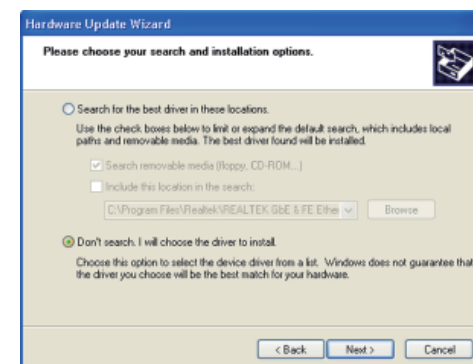 Hardware Update Wizard
Please choose your search and installation options.
Search for the best driver in these locations.
Use the check boxes below to limit or expand the default search, which includes local
paths and removable media. The best driver found will be installed.
Search removable media (floppy, CD-ROM...)
Include this location in the search:
C:\Program Files\Realtek\REALTEK GbE & FE Ether
Browse
Don't search. I will choose the driver to install.
Choose this option to select the device driver from a list. Windows does not guarantee that
the driver you choose will be the best match for your hardware.
< Back
Next >
Cancel